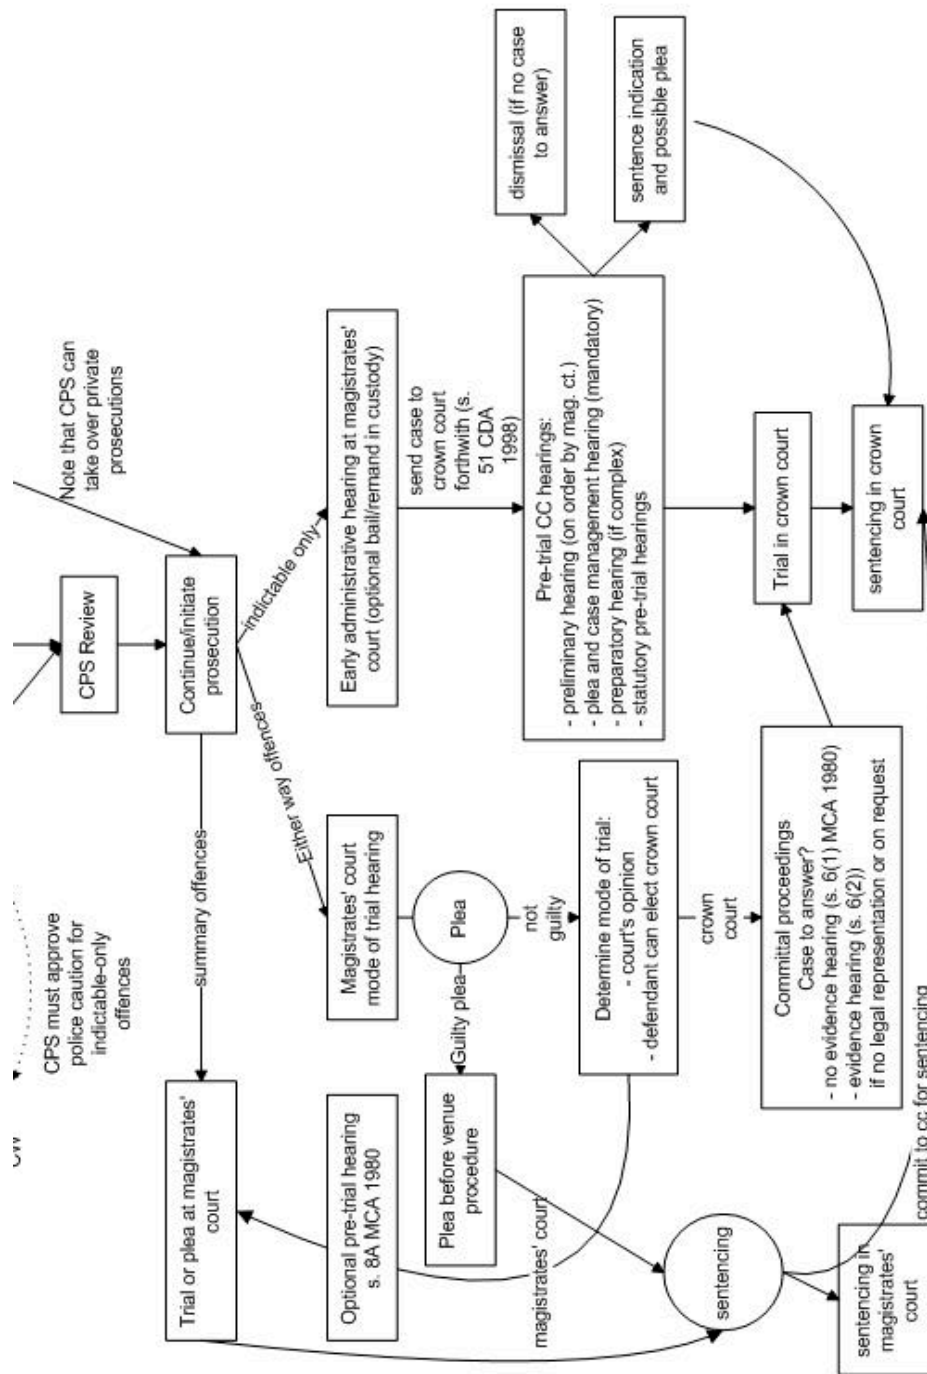 CPS must approve
police caution for
indictable-only
offences
CPS Review
Note that CPS can
take over private
prosecutions
Continue/initiate
prosecution
summary offences
Either way offences
indictable only
Trial or plea at magistrates'
court
Optional pre-trial hearing
s. 8A MCA 1980
Magistrates' court
mode of trial hearing
Early administrative hearing at magistrates'
court (optional bail/remand in custody)
Plea
Guilty plea
not
guilty
send case to
crown court
forthwith (s.
51 CDA
1998)
Plea before venue
procedure
Determine mode of trial:
- court's opinion
- defendant can elect crown court
Pre-trial CC hearings:
- preliminary hearing (on order by mag. ct.)
- plea and case management hearing (mandatory)
- preparatory hearing (if complex)
- statutory pre-trial hearings
dismissal (if no case
to answer)
sentence indication
and possible plea
magistrates' court
crown
court
sentencing
Committal proceedings
Case to answer?
- no evidence hearing (s. 6(1) MCA 1980)
- evidence hearing (s. 6(2))
if no legal representation or on request
Trial in crown court
sentencing in
magistrates'
court
commit to cc for sentencing
sentencing in crown
court